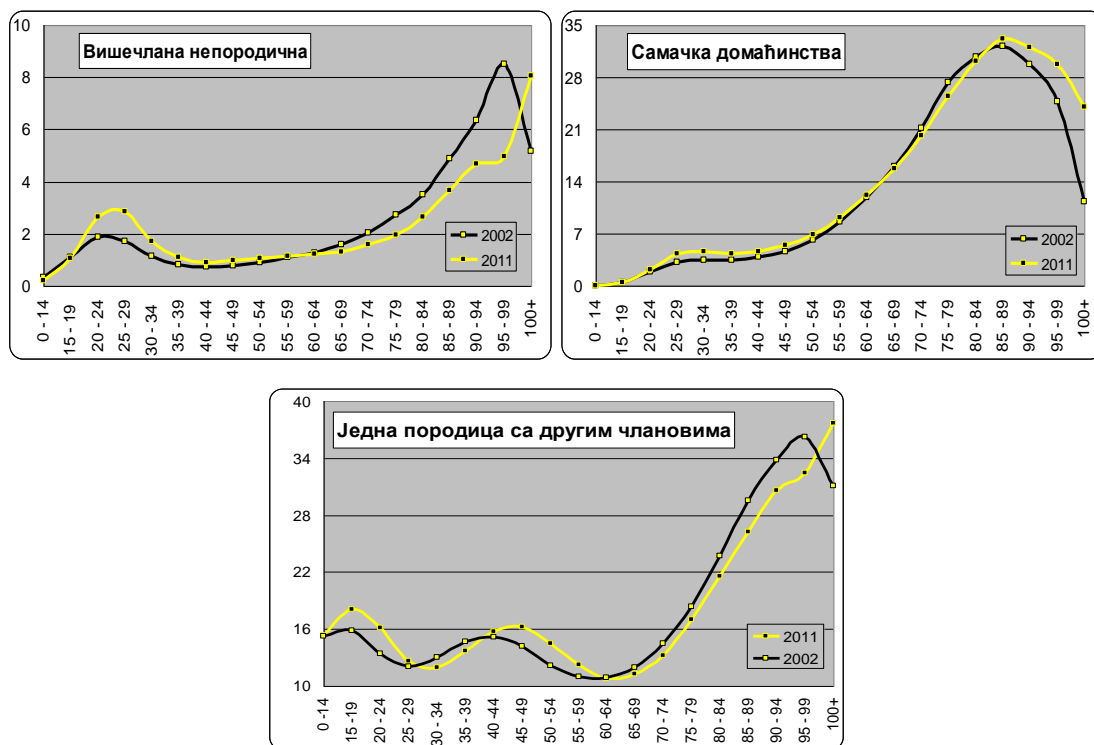 Вишечлана непородична
10
8
6
4
2
0
2002
2011
0 - 14
15 - 19
20 - 24
25 - 29
30 - 34
35 - 39
40 - 44
45 - 49
50 - 54
55 - 59
60 - 64
65 - 69
70 - 74
75 - 79
80 - 84
85 - 89
90 - 94
95 - 99
100+
Самачка домаћинства
35
28
21
14
7
0
2002
2011
0 - 14
15 - 19
20 - 24
25 - 29
30 - 34
35 - 39
40 - 44
45 - 49
50 - 54
55 - 59
60 - 64
65 - 69
70 - 74
75 - 79
80 - 84
85 - 89
90 - 94
95 - 99
100+
Једна породица са другим члановима
40
34
28
22
16
10
2011
2002
0 -14
15 -19
20 - 24
25 - 29
30 - 34
35 - 39
40 -44
45 - 49
50 - 54
55 - 59
60 -64
65 -69
70 - 74
75 - 79
80 - 84
85 - 89
90 - 94
95 - 99
100+